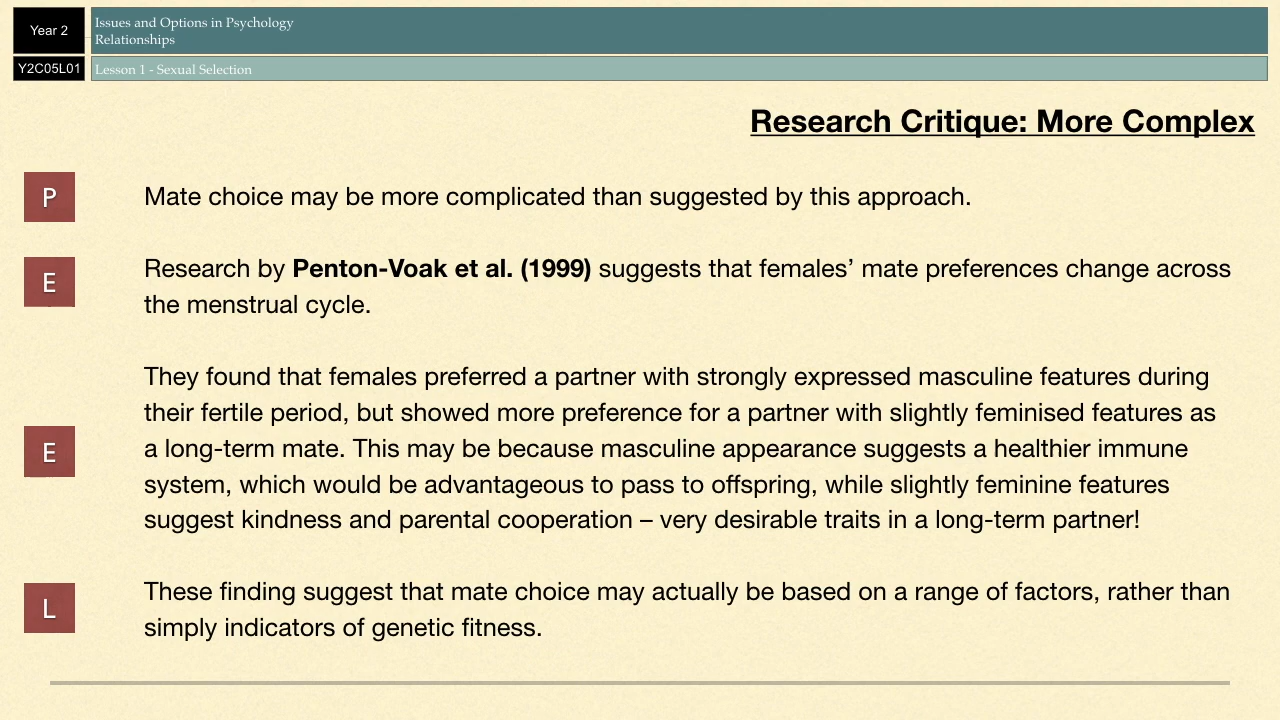 Year 2
Issues and Options in Psychology
Relationships
Y2C05L01
Lesson 1 - Sexual Selection
Research Critique: More Complex
P
Mate choice may be more complicated than suggested by this approach.
E
Research by Penton-Voak et al. (1999) suggests that females’ mate preferences change across
the menstrual cycle.
E
They found that females preferred a partner with strongly expressed masculine features during
their fertile period, but showed more preference for a partner with slightly feminised features as
a long-term mate. This may be because masculine appearance suggests a healthier immune
system, which would be advantageous to pass to offspring, while slightly feminine features
suggest kindness and parental cooperation – very desirable traits in a long-term partner!
L
These finding suggest that mate choice may actually be based on a range of factors, rather than
simply indicators of genetic fitness.